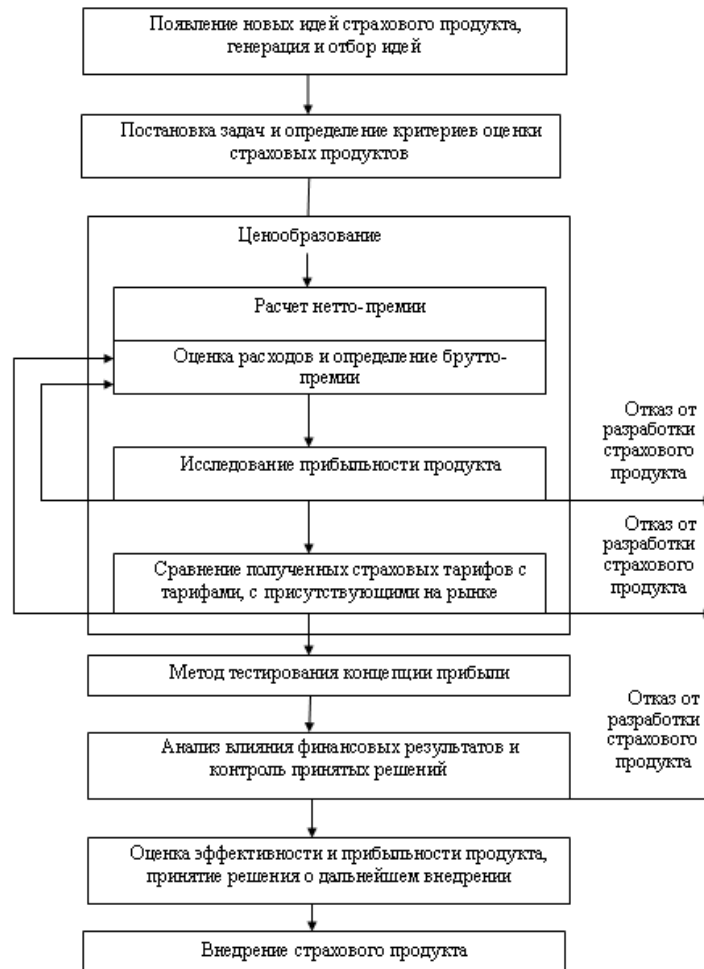 Появление новых идей страхового продукта,
генерация и отбор идей
Постановка задач и определение критериев оценки
страховых продуктов
Ценообразование
Расчет нетто-премии
Оценка расходов и определение брутто-
премии
Отказ от
разработки
страхового
продукта
Исследование прибыльности продукта
Отказ от
разработки
страхового
продукта
Сравнение полученных страховых тарифов с
тарифами, с присутствующими на рынке
Метод тестирования концепции прибыли
Отказ от
разработки
страхового
продукта
Анализ влияния финансовых результатов и
контроль принятых решений
Оценка эффективности и прибыльности продукта,
принятие решения о дальнейшем внедрении
Внедрение страхового продукта